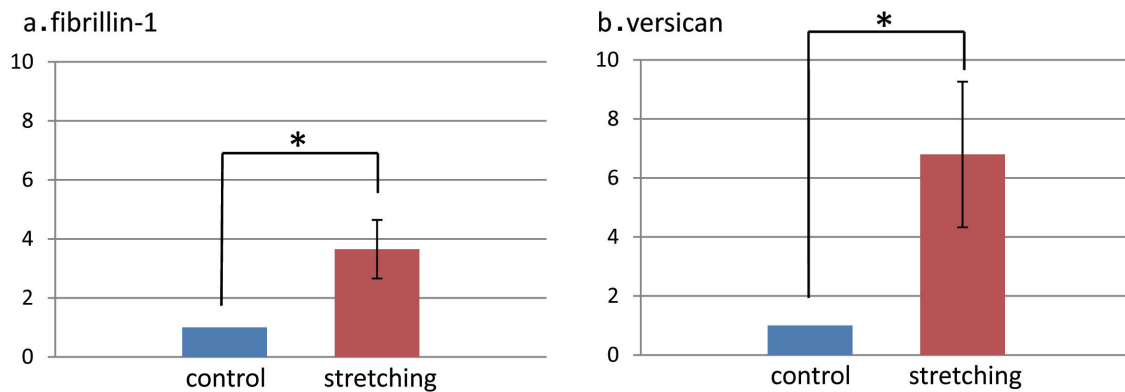 a.fibrillin-1
10
8
6
4
2
0
*
control
stretching
b.versican
10
8
6
4
2
0
*
control
stretching